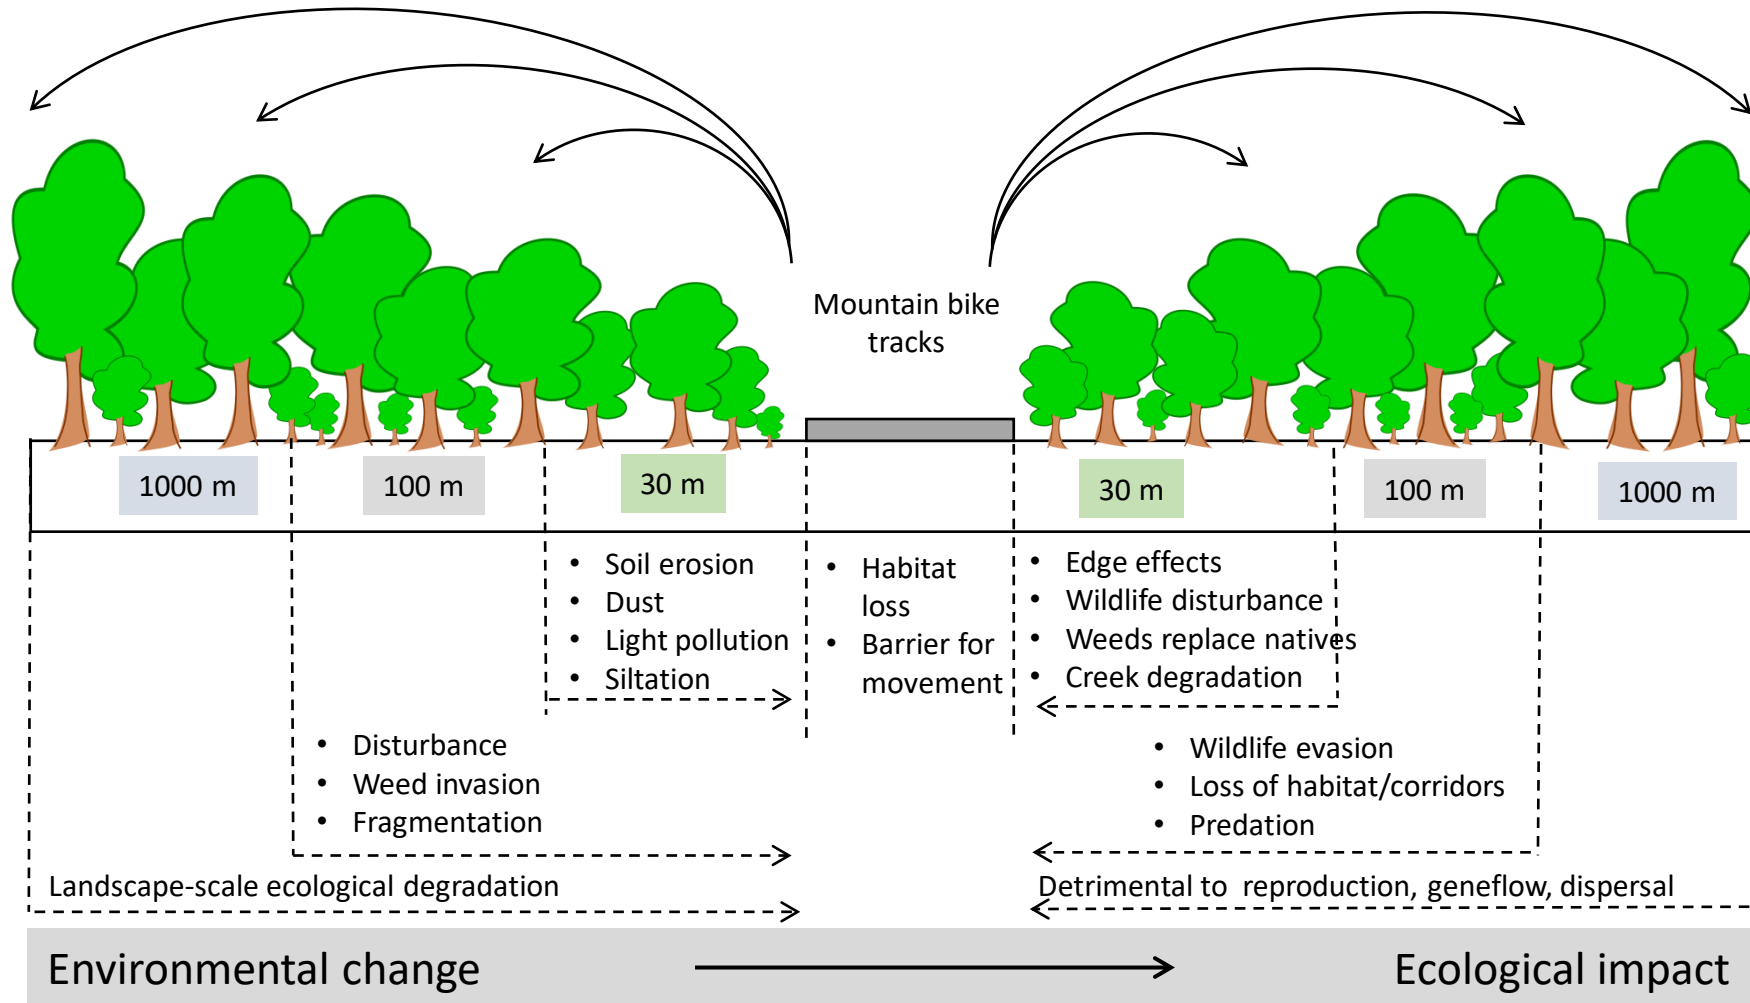 Mountain bike
tracks
1000 m
100 m
30 m
30 m
100 m
1000 m
• Soil erosion
• Dust
• Light pollution
• Siltation
• Habitat
loss
• Barrier for
movement
• Edge effects
• Wildlife disturbance
• Weeds replace natives
• Creek degradation
• Disturbance
• Weed invasion
• Fragmentation
• Wildlife evasion
• Loss of habitat/corridors
• Predation
Landscape-scale ecological degradation
Detrimental to reproduction, geneflow, dispersal
Environmental change
Ecological impact